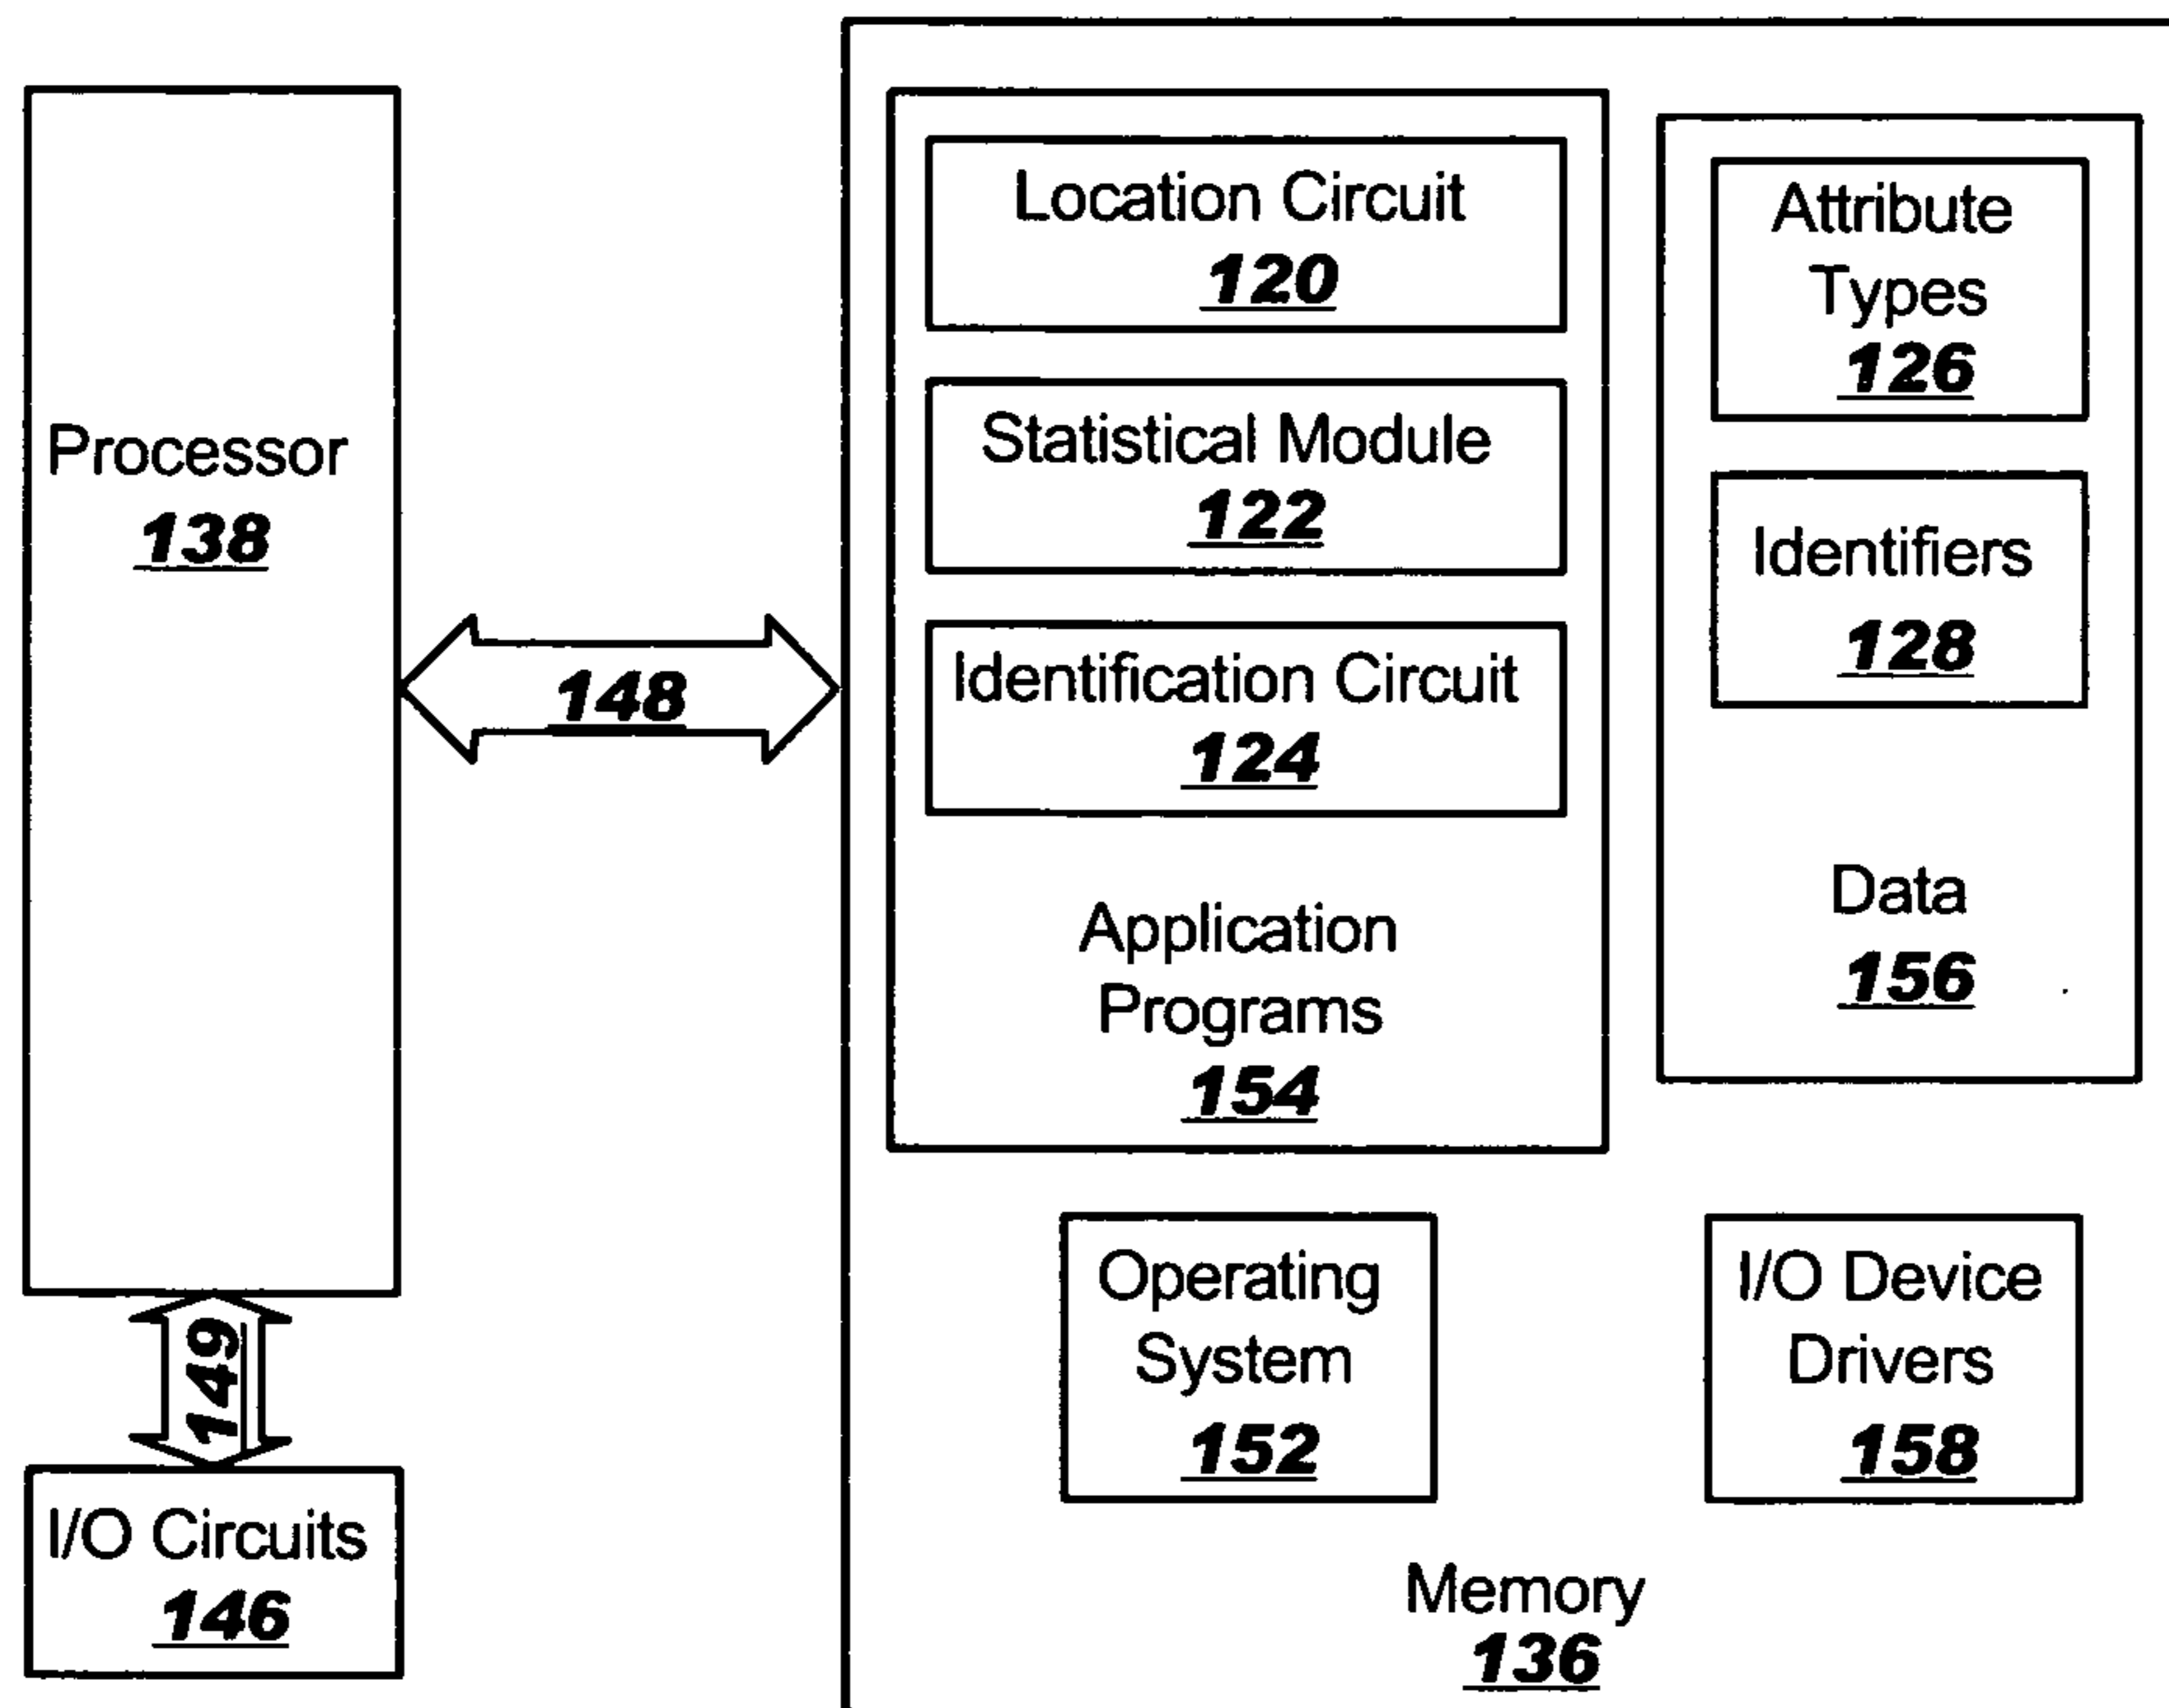 Processor
138
148
149
I/O Circuits
146
Location Circuit
120
Statistical Module
122
Identification Circuit
124
Application
Programs
154
Attribute
Types
126
Identifiers
128
Data
156
Operating
System
152
I/O Device
Drivers
158
Memory
136